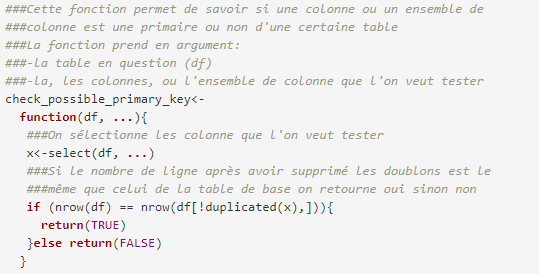 ###Cette fonction permet de savoir si une colonne ou un ensemble de
###colonne est une primaire ou non d'une certaine table
###La fonction prend en argument:
###-la table en question (df)
###-la, les colonnes, ou l'ensemble de colonne que l'on veut tester
check_possible_primary_key<-
  function(df, ...){
   ###On sélectionne les colonne que l'on veut tester
   x<-select(df, ...)
   ###Si le nombre de ligne après avoir supprimé les doublons est le
   ###même que celui de la table de base on retourne oui sinon non
   if (nrow(df) == nrow(df[!duplicated(x),])){
     return(TRUE)
   }else return(FALSE)
  }